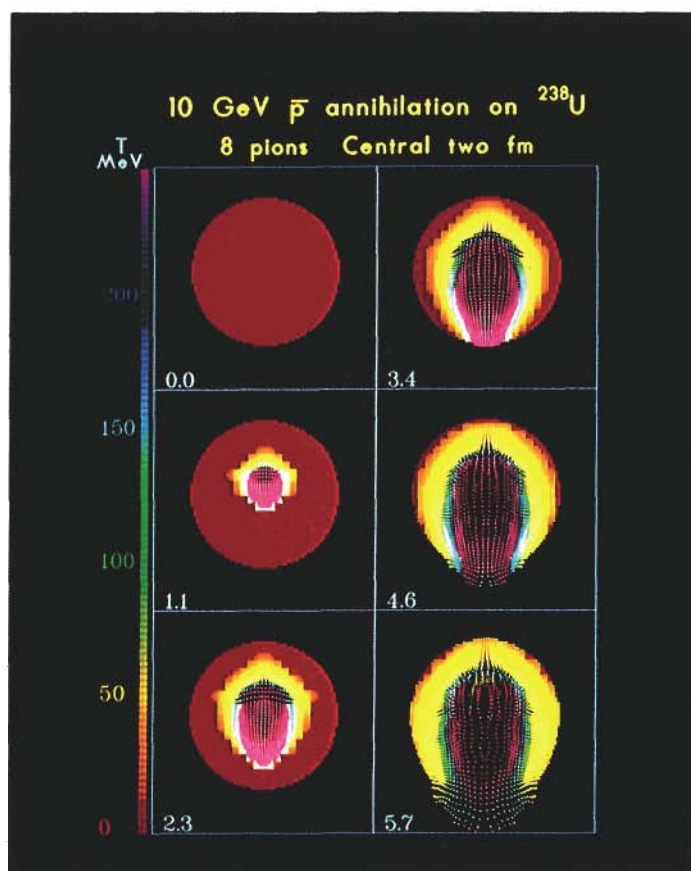 10 GeV p̅ annihilation on ²³⁸U
8 pions Central two fm
T
MeV
200
150
100
50
0
0.0
3.4
1.1
4.6
2.3
5.7